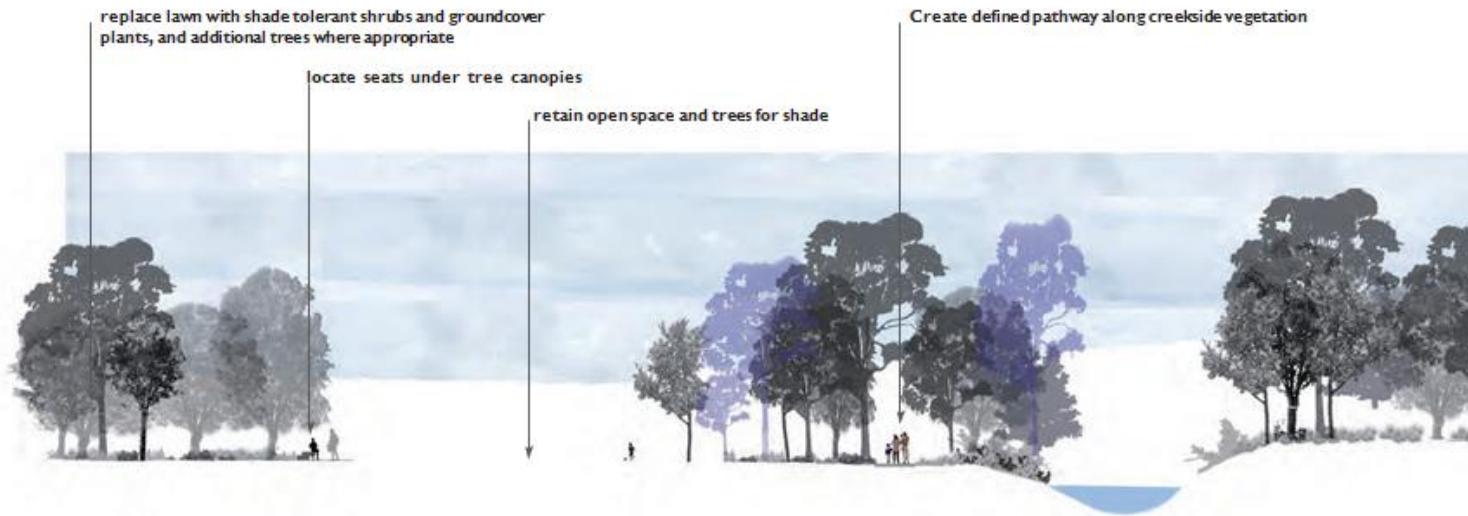 replace lawn with shade tolerant shrubs and groundcover
plants, and additional trees where appropriate
locate seats under tree canopies
retain open space and trees for shade
Create defined pathway along creekside vegetation